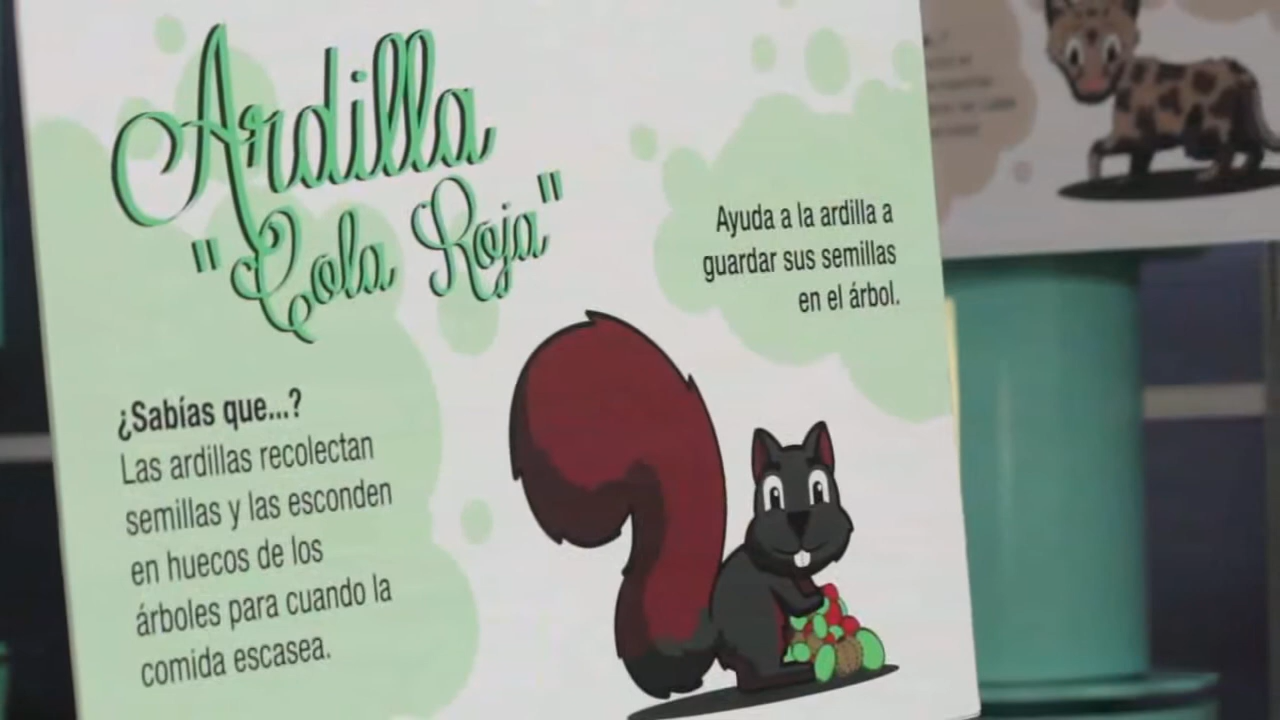 Ardilla
"Cola Roja"
¿Sabías que...?
Las ardillas recolectan
semillas y las esconden
en huecos de los
árboles para cuando la
comida escasea.
Ayuda a la ardilla a
guardar sus semillas
en el árbol.